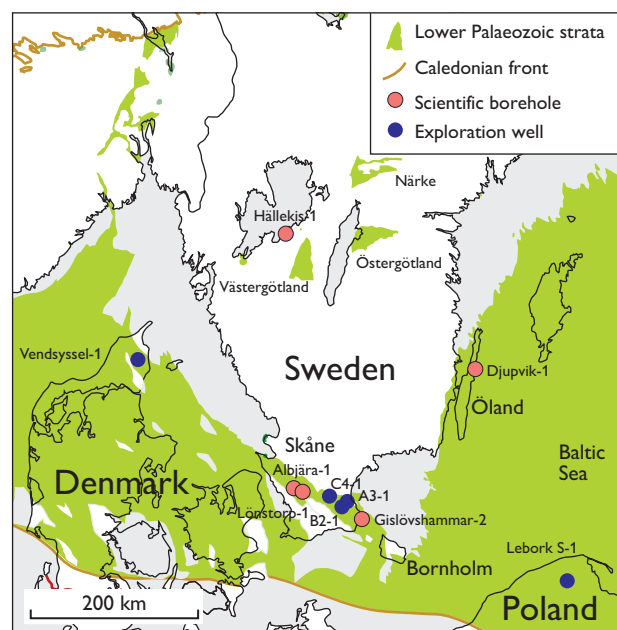 Lower Palaeozoic strata
Caledonian front
Scientific borehole
Exploration well
Närke
Hällekis-1
Östergötland
Västergötland
Vendsyssel-1
Sweden
Djupvik-1
Öland
Skåne
Baltic
Sea
Albjära-1
C4-1
A3-1
Denmark
Lönstorp-1
B2-1
Gislövshammar-2
Lebork S-1
Bornholm
200 km
Poland